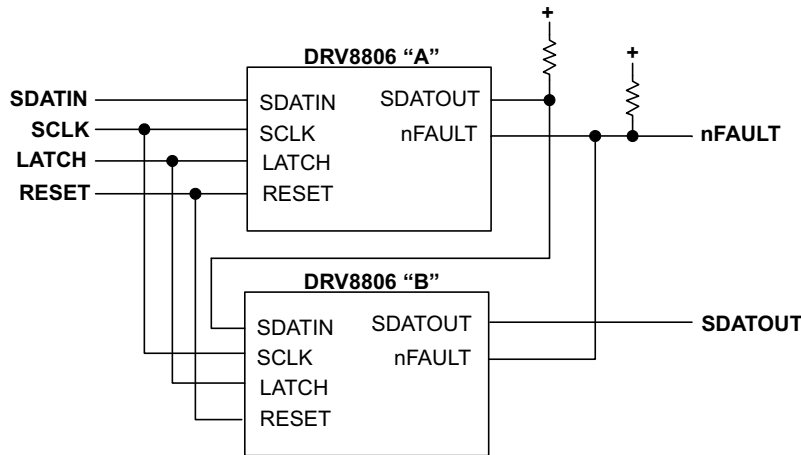 +
DRV8806 “A”
+
SDATIN
SCLK
LATCH
RESET
SDATIN
SCLK
LATCH
RESET
SDATOUT
nFAULT
nFAULT
DRV8806 “B”
SDATIN
SCLK
LATCH
RESET
SDATOUT
nFAULT
SDATOUT